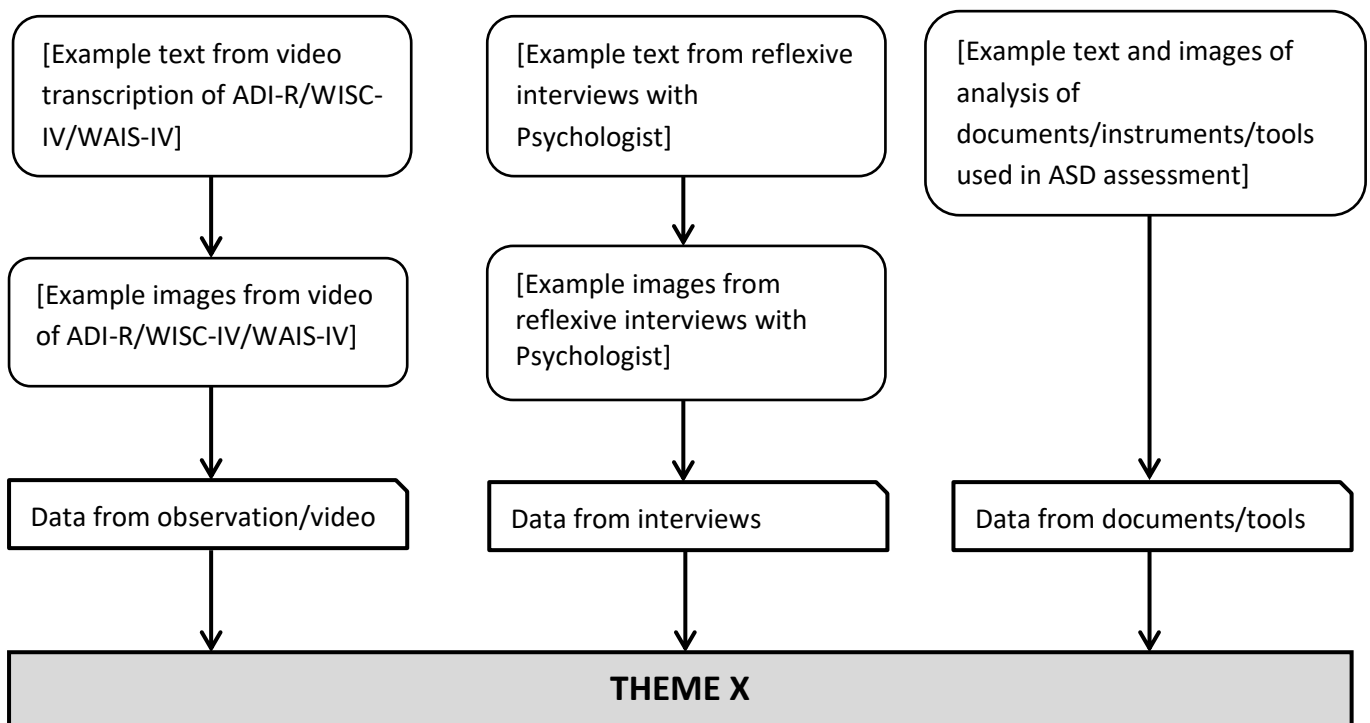 [Example text from video
transcription of ADI-R/WISC-
IV/WAIS-IV]
[Example images from video
of ADI-R/WISC-IV/WAIS-IV]
Data from observation/video
[Example text from reflexive
interviews with
Psychologist]
[Example images from
reflexive interviews with
Psychologist]
Data from interviews
[Example text and images of
analysis of
documents/instruments/tools
used in ASD assessment]
Data from documents/tools
THEME X